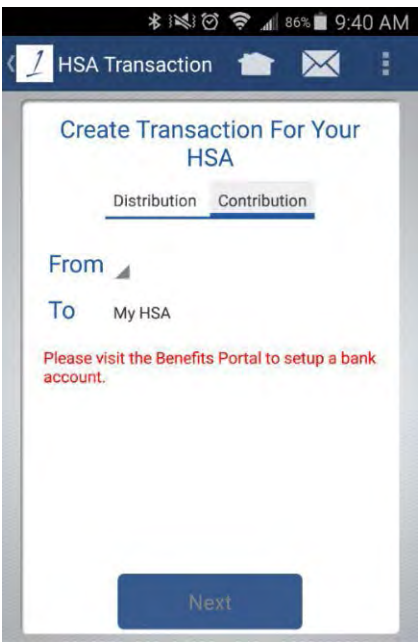 86% 9:40 AM
1 HSA Transaction
Create Transaction For Your
HSA
Distribution Contribution
From
To My HSA
Please visit the Benefits Portal to setup a bank
account.
Next